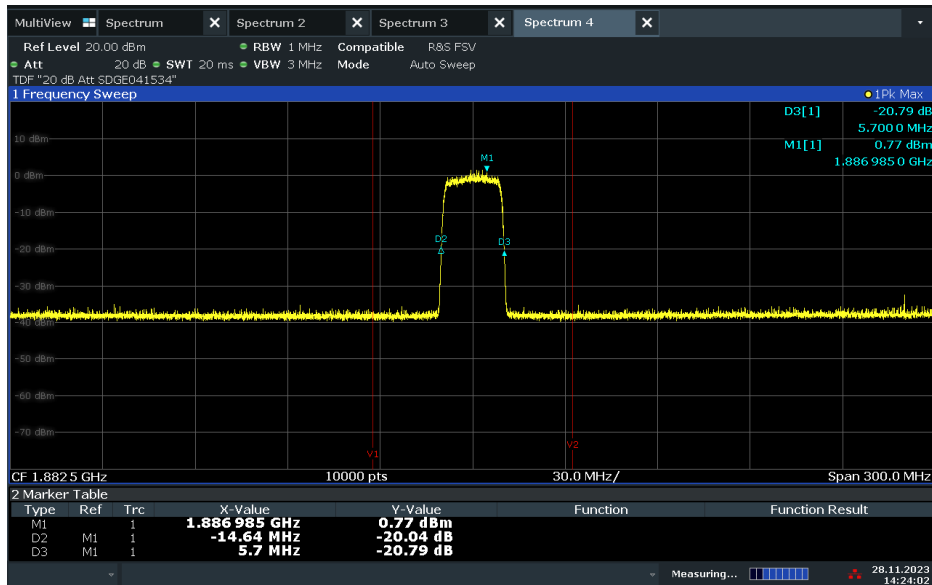 MultiView Spectrum X Spectrum 2 X Spectrum 3 X Spectrum 4 X
Ref Level 20.00 dBm RBW 1 MHz Compatible R&S FSV
Att 20 dB SWT 20 ms VBW 3 MHz Mode Auto Sweep
TDF "20 dB Att SDGE041534"
1 Frequency Sweep 1Pk Max
D3[1] -20.79 dB
5.700 0 MHz
10 dBm
M1[1] 0.77 dBm
1.886 985 0 GHz
M1
0 dBm
-10 dBm
D2 D3
-20 dBm
-30 dBm
-40 dBm
-50 dBm
-60 dBm
-70 dBm
V1 V2
CF 1.882 5 GHz 10000 pts 30.0 MHz/ Span 300.0 MHz
2 Marker Table
Type Ref Trc X-Value Y-Value Function Function Result
M1 1 1.886 985 GHz 0.77 dBm
D2 M1 1 -14.64 MHz -20.04 dB
D3 M1 1 5.7 MHz -20.79 dB
Measuring... 28.11.2023
14:24:02